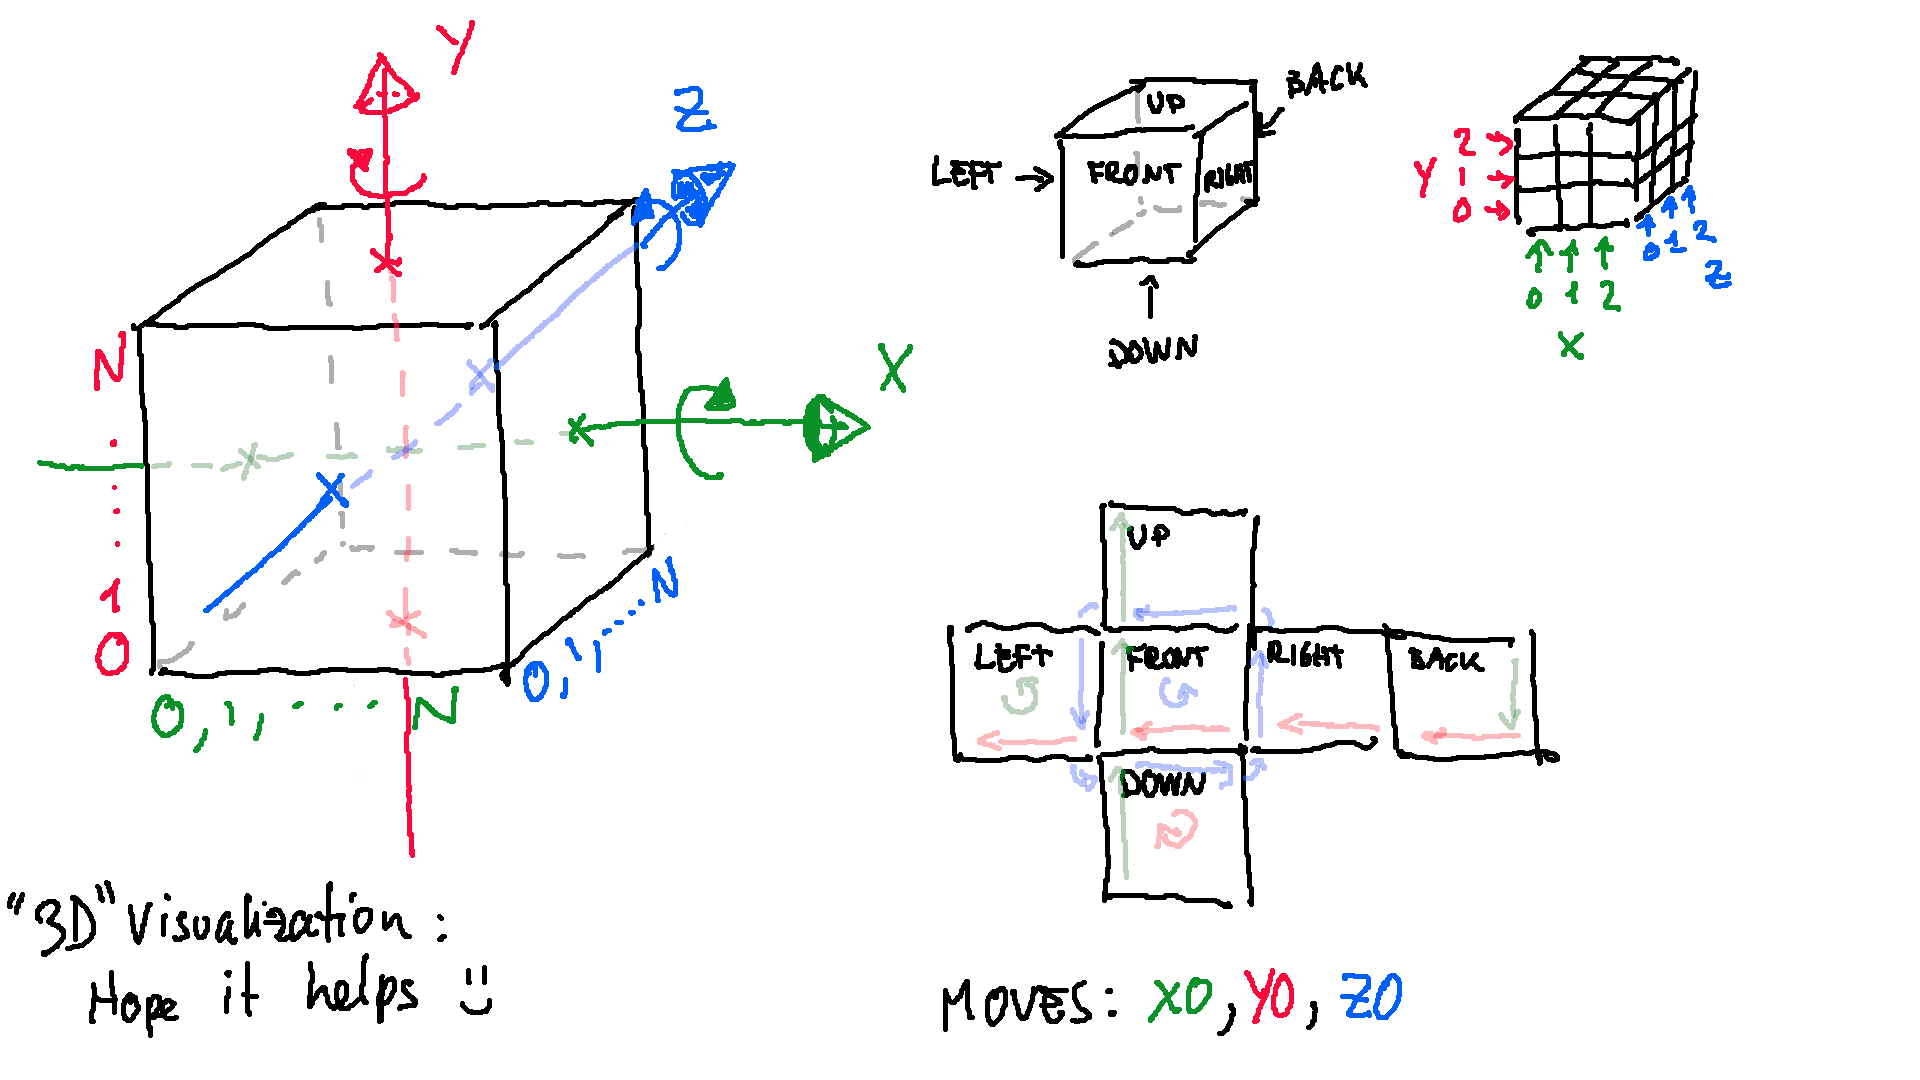 Y
Z
X
N
1
0
0, 1, ..... N
0, 1, ..... N
"3D" Visualization:
Hope it helps :)
UP
BACK
LEFT
FRONT
RIGHT
DOWN
Y
2
1
0
0 1 2
X
0 1 2
Z
UP
LEFT FRONT RIGHT BACK
DOWN
MOVES: X0, Y0, Z0